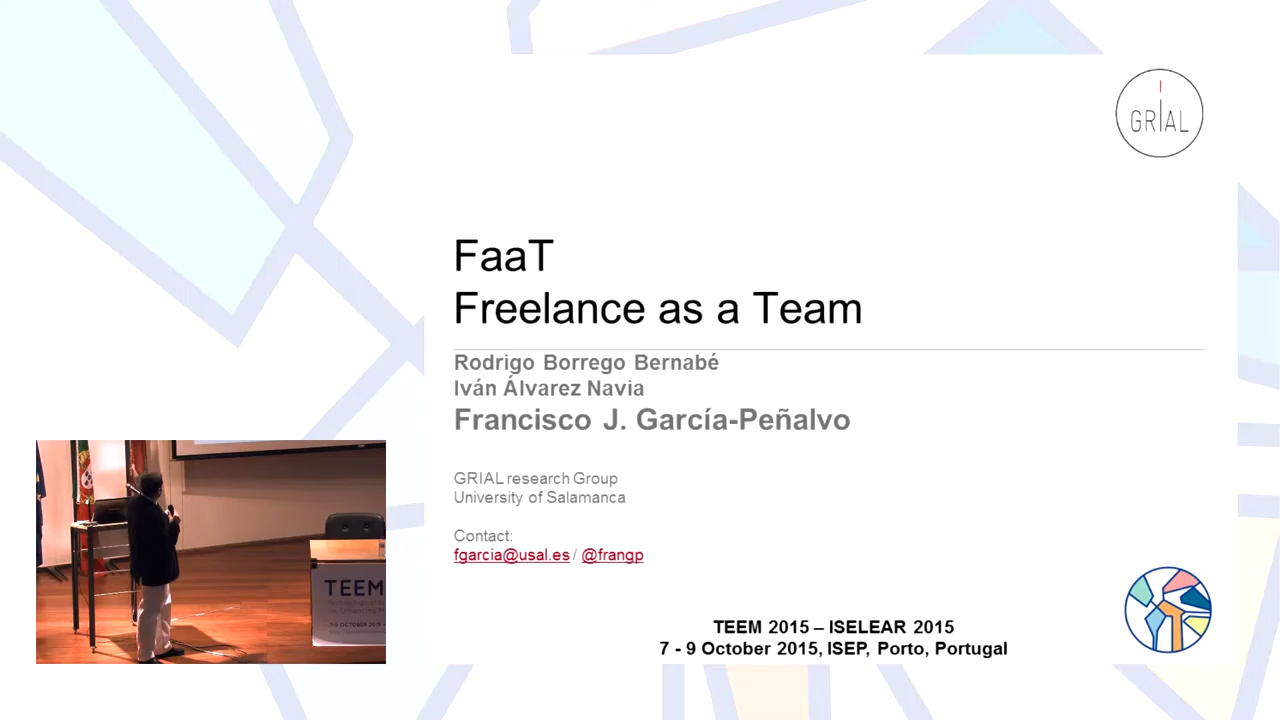 GRIAL
FaaT
Freelance as a Team
Rodrigo Borrego Bernabé
Iván Álvarez Navia
Francisco J. García-Peñalvo
GRIAL research Group
University of Salamanca
Contact:
fgarcia@usal.es / @frangp
TEEM 2015 – ISELEAR 2015
7 - 9 October 2015, ISEP, Porto, Portugal
TEEM